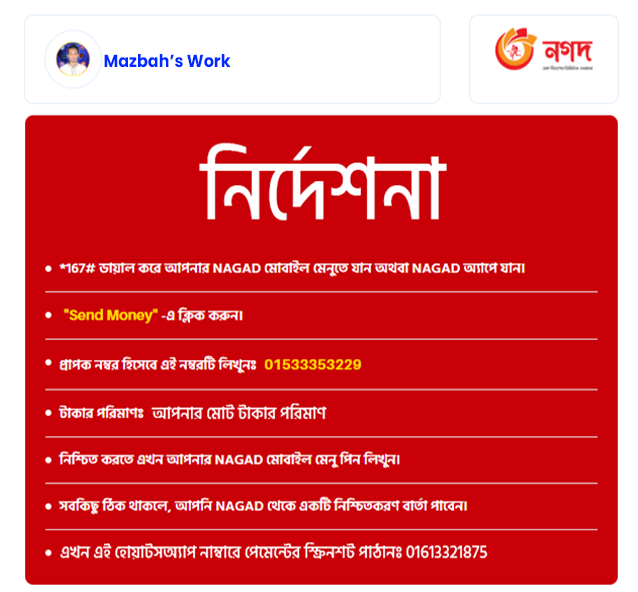 Mazbah's Work
নগদ
নির্দেশনা
*167# ডায়াল করে আপনার NAGAD মোবাইল মেনুতে যান অথবা NAGAD অ্যাপে যান।
"Send Money" -এ ক্লিক করুন।
প্রাপক নম্বর হিসেবে এই নম্বরটি লিখুনঃ 01533353229
টাকার পরিমাণঃ আপনার মোট টাকার পরিমাণ
নিশ্চিত করতে এখন আপনার NAGAD মোবাইল মেনু পিন লিখুন।
সবকিছু ঠিক থাকলে, আপনি NAGAD থেকে একটি নিশ্চিতকরণ বার্তা পাবেন।
এখন এই হোয়াটসঅ্যাপ নাম্বারে পেমেন্টের স্ক্রিনশট পাঠানঃ 01613321875